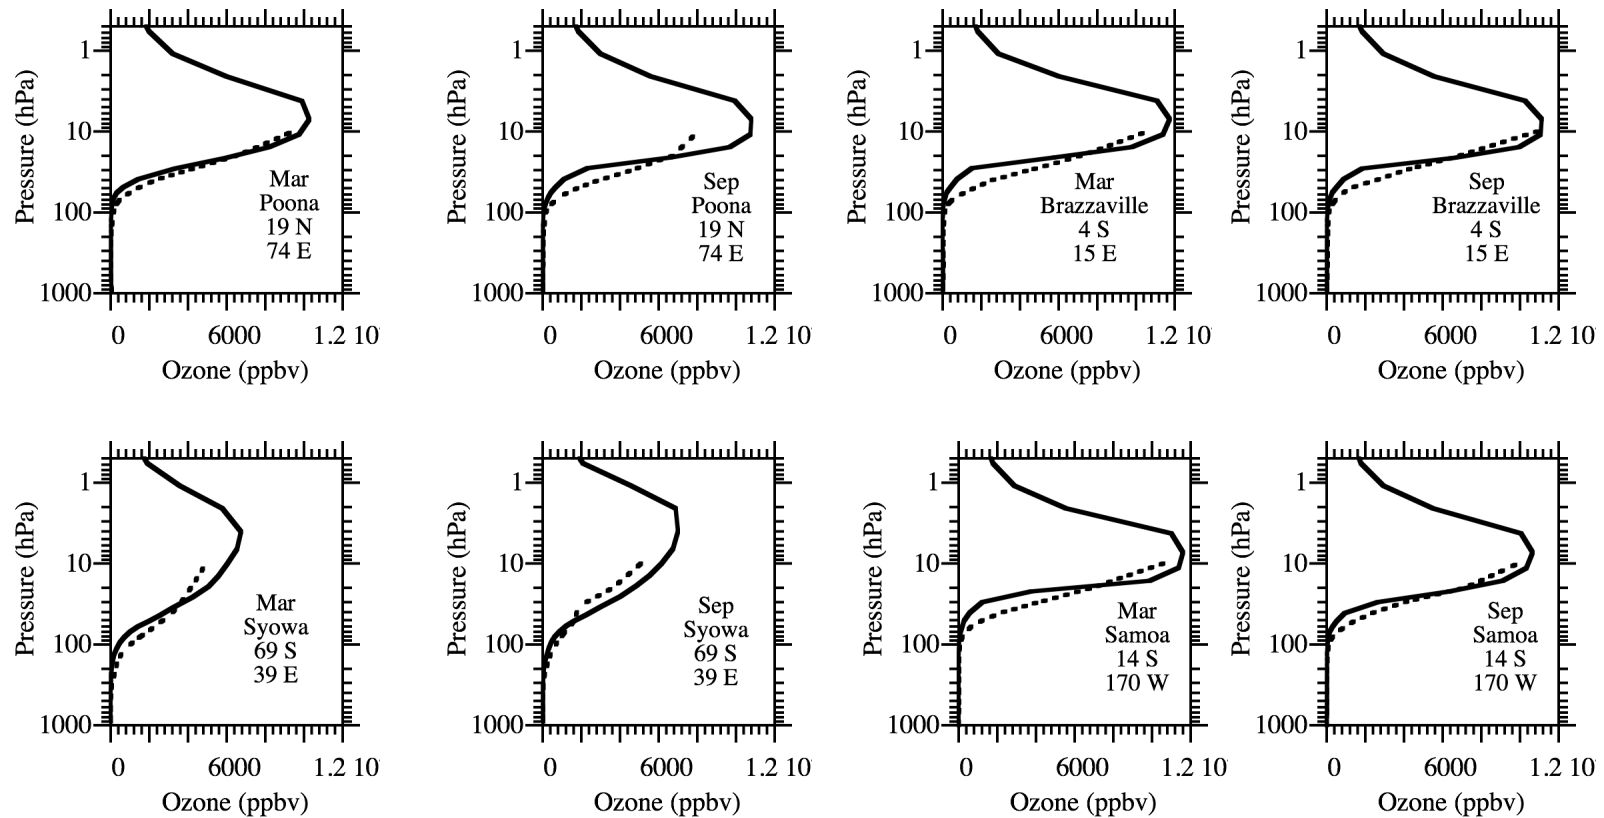 Pressure (hPa)
1
10
100
1000
Mar
Poona
19 N
74 E
0 6000 1.2 10
Ozone (ppbv)
Pressure (hPa)
1
10
100
1000
Sep
Poona
19 N
74 E
0 6000 1.2 10
Ozone (ppbv)
Pressure (hPa)
1
10
100
1000
Mar
Brazzaville
4 S
15 E
0 6000 1.2 10
Ozone (ppbv)
Pressure (hPa)
1
10
100
1000
Sep
Brazzaville
4 S
15 E
0 6000 1.2 10
Ozone (ppbv)
Pressure (hPa)
1
10
100
1000
Mar
Syowa
69 S
39 E
0 6000 1.2 10
Ozone (ppbv)
Pressure (hPa)
1
10
100
1000
Sep
Syowa
69 S
39 E
0 6000 1.2 10
Ozone (ppbv)
Pressure (hPa)
1
10
100
1000
Mar
Samoa
14 S
170 W
0 6000 1.2 10
Ozone (ppbv)
Pressure (hPa)
1
10
100
1000
Sep
Samoa
14 S
170 W
0 6000 1.2 10
Ozone (ppbv)